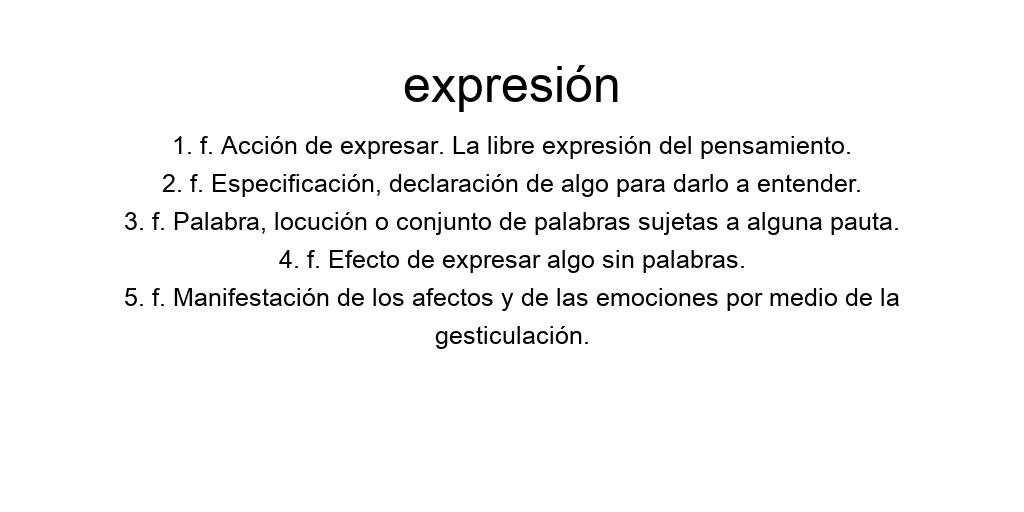 expresión
1. f. Acción de expresar. La libre expresión del pensamiento.
2. f. Especificación, declaración de algo para darlo a entender.
3. f. Palabra, locución o conjunto de palabras sujetas a alguna pauta.
4. f. Efecto de expresar algo sin palabras.
5. f. Manifestación de los afectos y de las emociones por medio de la
gesticulación.